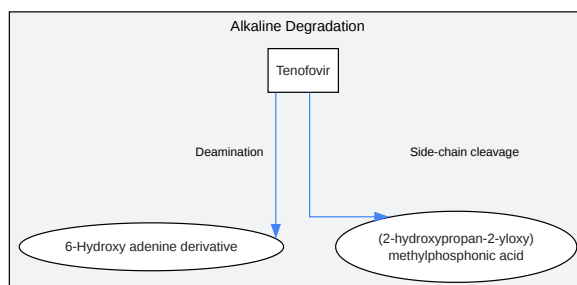 Alkaline Degradation
Tenofovir
Deamination
Side-chain cleavage
6-Hydroxy adenine derivative
(2-hydroxypropan-2-yloxy)
methylphosphonic acid